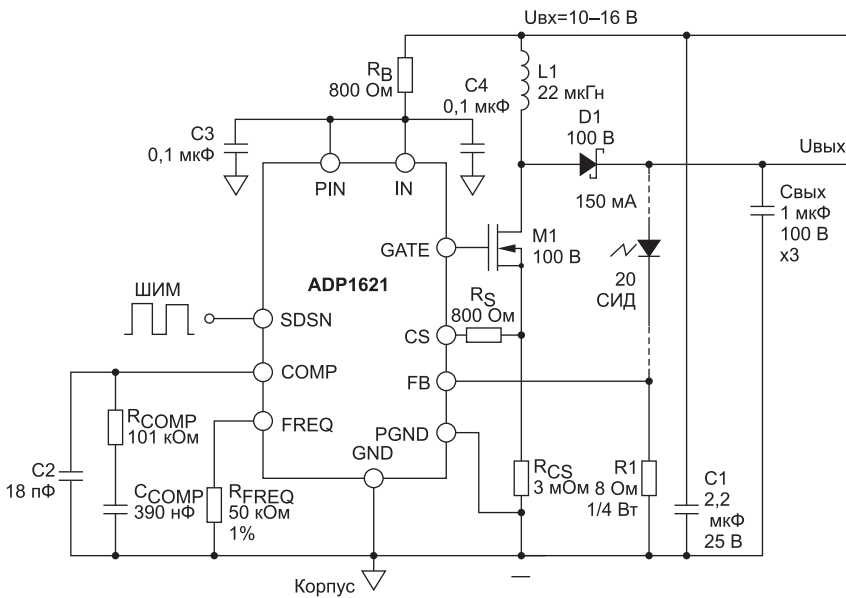 Uвх=10–16 В
RB
800 Ом
C4
0,1 мкФ
L1
22 мкГн
D1
100 В
C3
0,1 мкФ
Uвых
PIN
IN
150 мА
Cвых
1 мкФ
100 В
x3
GATE
M1
100 В
ADP1621
20
СИД
ШИМ
RS
800 Ом
SDSN
CS
COMP
FB
RCOMP
101 кОм
FREQ
PGND
GND
C2
18 пФ
CCOMP
390 нФ
RFREQ
50 кОм
1%
RCS
3 мОм
R1
8 Ом
1/4 Вт
C1
2,2
мкФ
25 В
Корпус